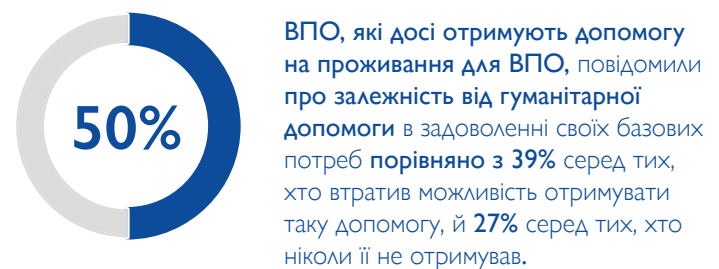 50%
ВПО, які досі отримують допомогу
на проживання для ВПО, повідомили
про залежність від гуманітарної
допомоги в задоволенні своїх базових
потреб порівняно з 39% серед тих,
хто втратив можливість отримувати
таку допомогу, й 27% серед тих, хто
ніколи її не отримував.